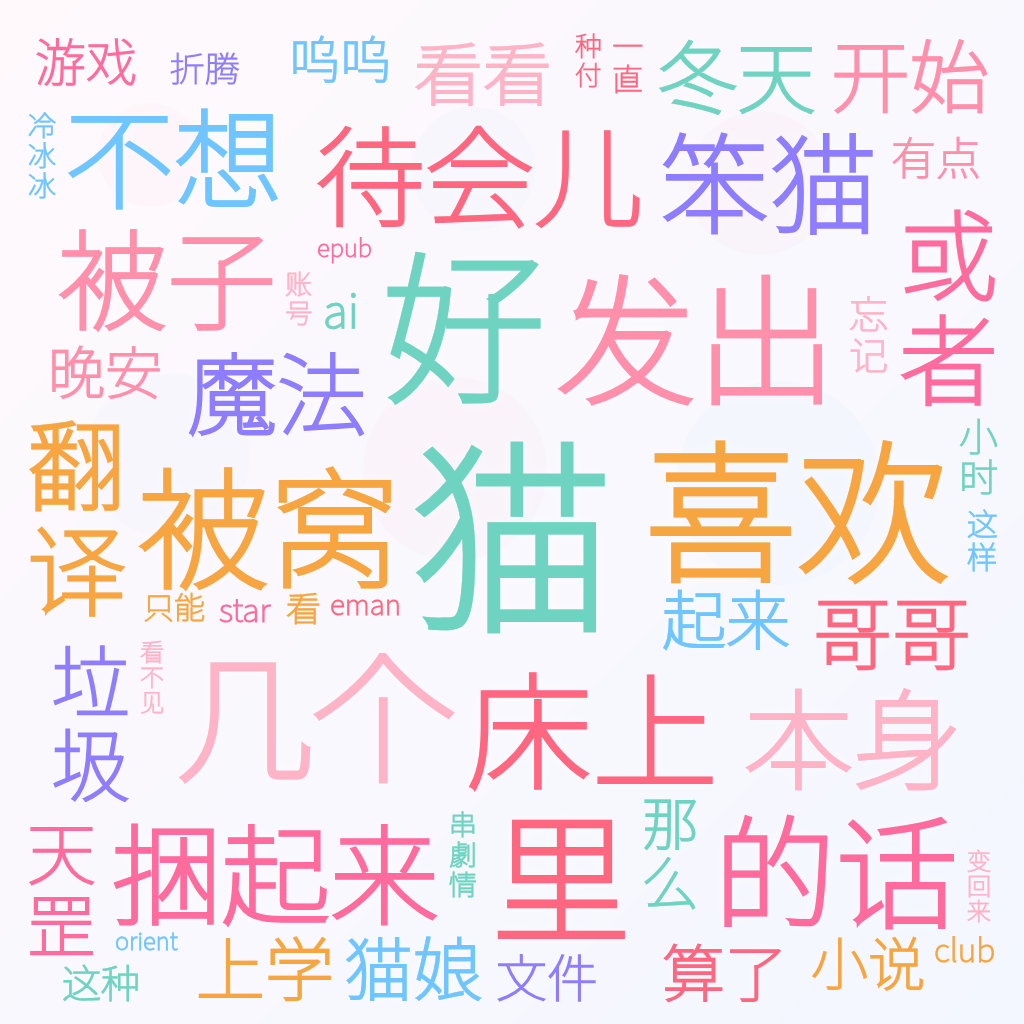 游戏
折腾
呜呜
看看
种付
一直
冬天
开始
冷冰冰
不想
待会儿
笨猫
有点
被子
epub
账号
ai
好
发出
忘记
或者
晚安
魔法
翻译
被窝
猫
喜欢
小时
这样
只能
star
看
eman
起来
哥哥
垃圾
看不见
几个
床上
本身
天罡
捆起来
串劇情
里
那么
的话
变回来
orient
这种
上学
猫娘
文件
算了
小说
club